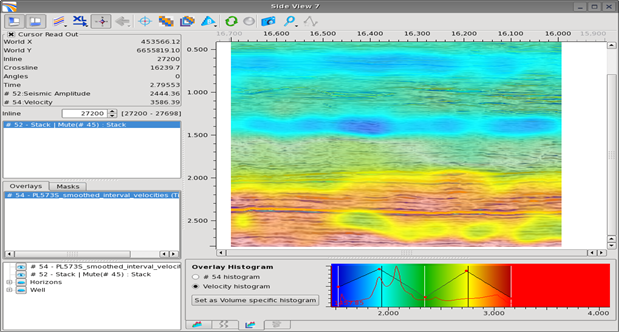 Side View 7
Cursor Read Out
World X 453566.12
World Y 6655819.10
Inline 27200
Crossline 16239.7
Angles 0
Time 2.79553
# 52:Seismic Amplitude 2444.36
# 54:Velocity 3586.39
Inline 27200 [27200 - 27698]
# 52 - Stack | Mute(# 45) : Stack
Overlays Masks
# 54 - PL573S_smoothed_interval_velocities (TI
# 54 - PL573S_smoothed_interval_velocit
# 52 - Stack | Mute(# 45) : Stack
Horizons
Well
XL
16.700 16.600 16.500 16.400 16.300 16.200 16.100 16.000 15.900
0.500
1.000
1.500
2.000
2.500
Overlay Histogram
# 54 histogram
Velocity histogram
Set as Volume specific histogram
2,000 3,000 4,000